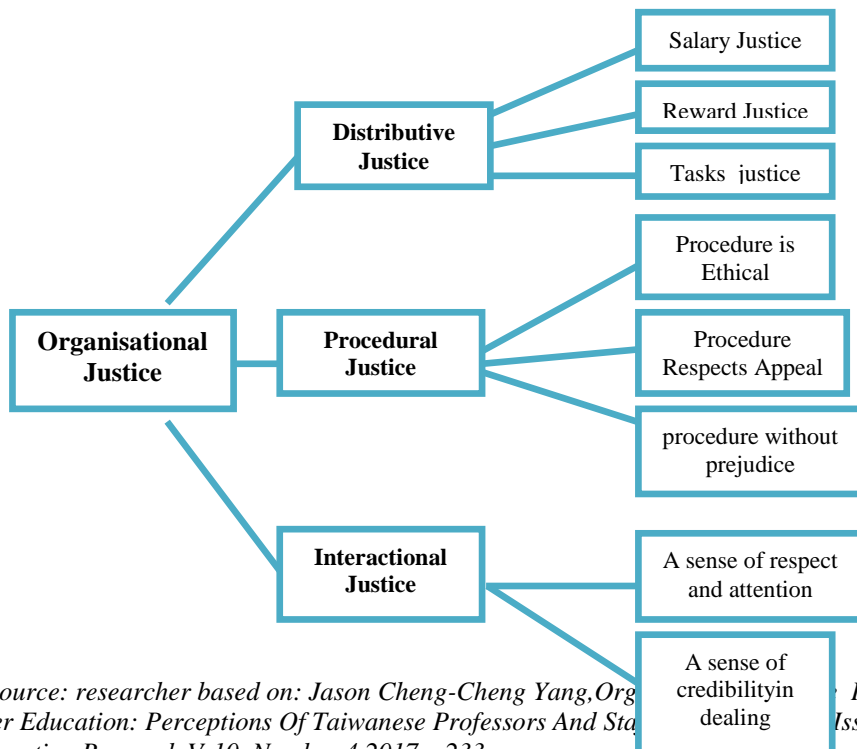 Salary Justice
Reward Justice
Tasks justice
Distributive
Justice
Procedure is
Ethical
Organisational
Justice
Procedural
Justice
Procedure
Respects Appeal
procedure without
prejudice
Interactional
Justice
A sense of respect
and attention
A sense of
credibilityin
dealing
ource: researcher based on: Jason Cheng-Cheng Yang,Org
er Education: Perceptions Of Taiwanese Professors And Sta